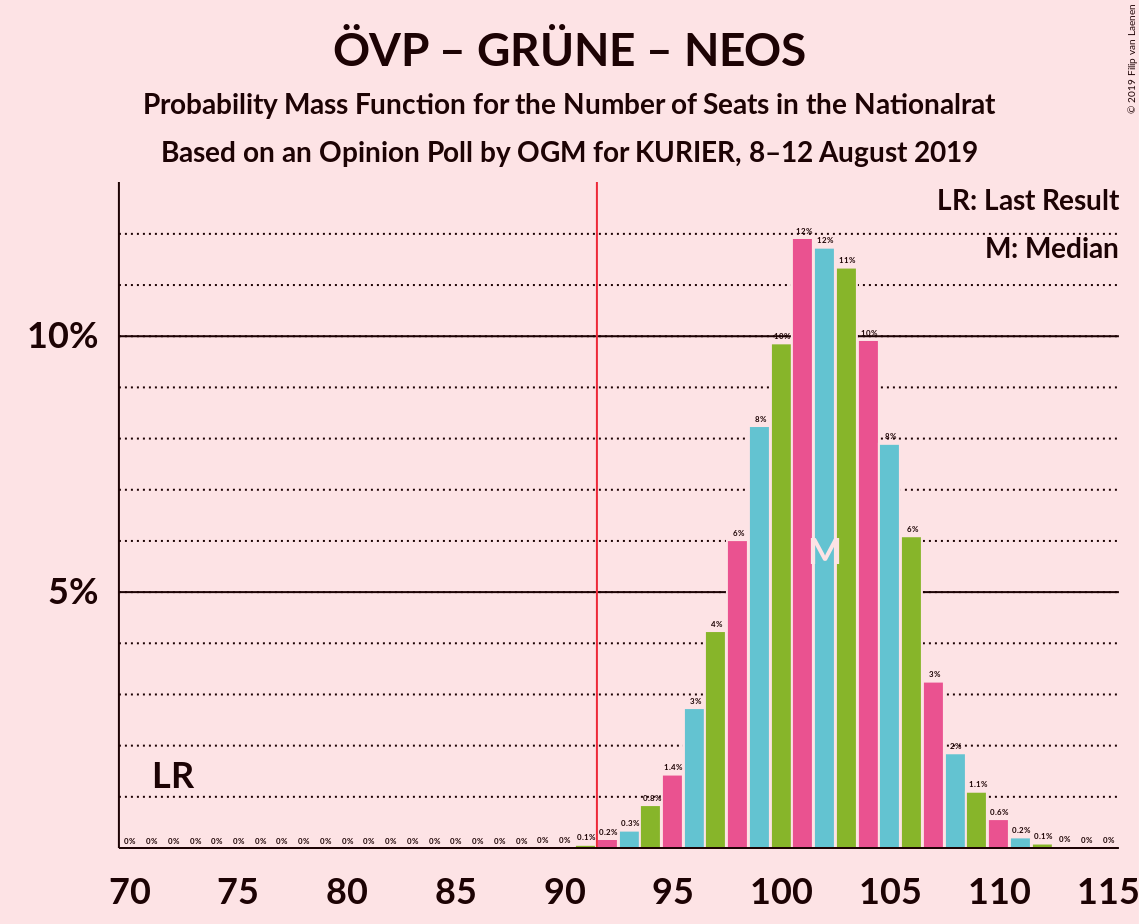 ÖVP – GRÜNE – NEOS
Probability Mass Function for the Number of Seats in the Nationalrat
Based on an Opinion Poll by OGM for KURIER, 8–12 August 2019
© 2019 Filip van Laenen
LR: Last Result
M: Median
10%
5%
LR
M
0% 0% 0% 0% 0% 0% 0% 0% 0% 0% 0% 0% 0% 0% 0% 0% 0% 0% 0% 0% 0% 0.1% 0.2% 0.3% 0.8% 1.4% 3% 4% 6% 8% 10% 12% 12% 11% 10% 8% 6% 3% 2% 1.1% 0.6% 0.2% 0.1% 0% 0% 0%
70 75 80 85 90 95 100 105 110 115